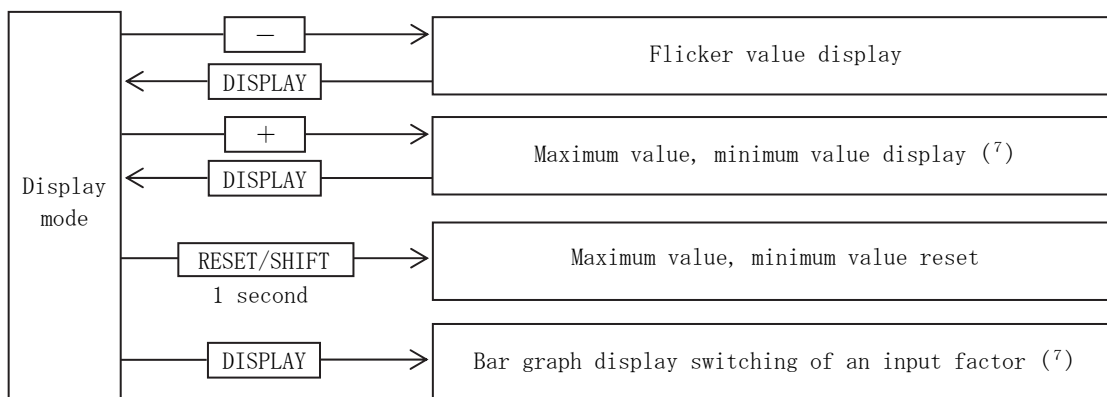 Display
mode
−
Flicker value display
DISPLAY
+
Maximum value, minimum value display (⁷)
DISPLAY
RESET/SHIFT
1 second
Maximum value, minimum value reset
DISPLAY
Bar graph display switching of an input factor (⁷)